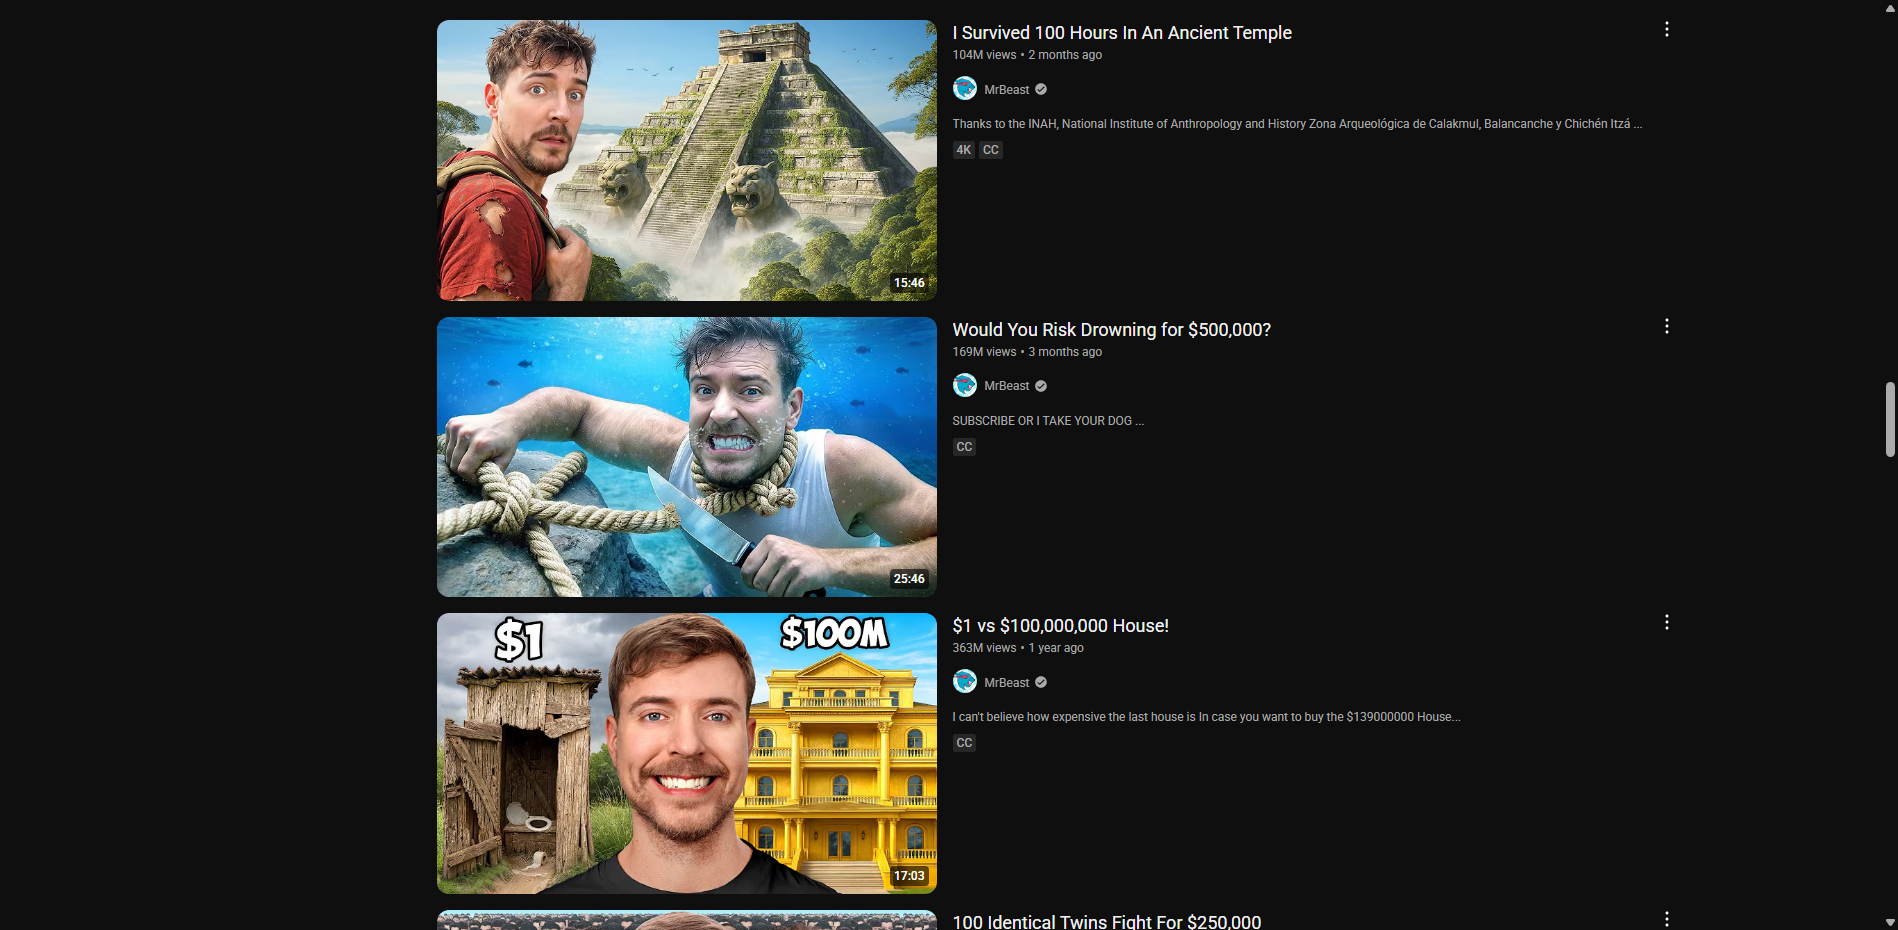 I Survived 100 Hours In An Ancient Temple
104M views • 2 months ago
MrBeast
Thanks to the INAH, National Institute of Anthropology and History Zona Arqueológica de Calakmul, Balancanche y Chichén Itzá ...
4K CC
15:46
Would You Risk Drowning for $500,000?
169M views • 3 months ago
MrBeast
SUBSCRIBE OR I TAKE YOUR DOG ...
CC
25:46
$1
$100M
$1 vs $100,000,000 House!
363M views • 1 year ago
MrBeast
I can't believe how expensive the last house is In case you want to buy the $139000000 House...
CC
17:03
100 Identical Twins Fight For $250,000